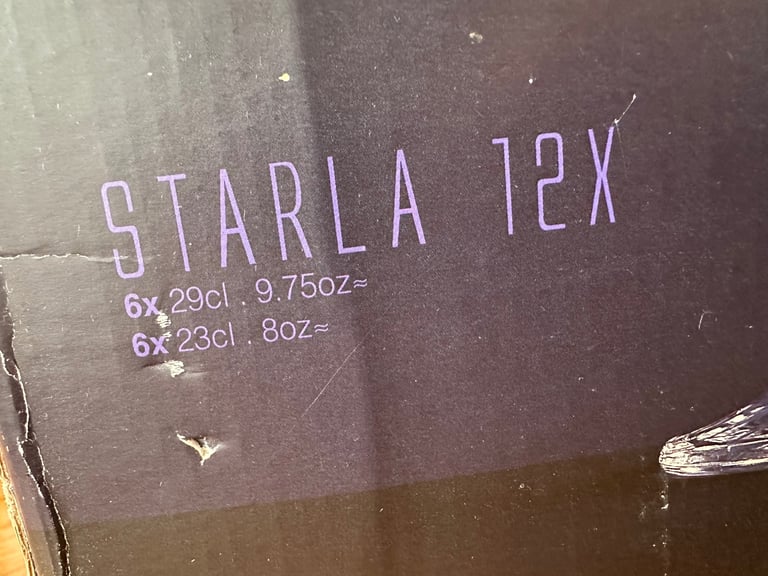 STARLA 12X
6x 29cl . 9.75oz≈
6x 23cl . 8oz≈